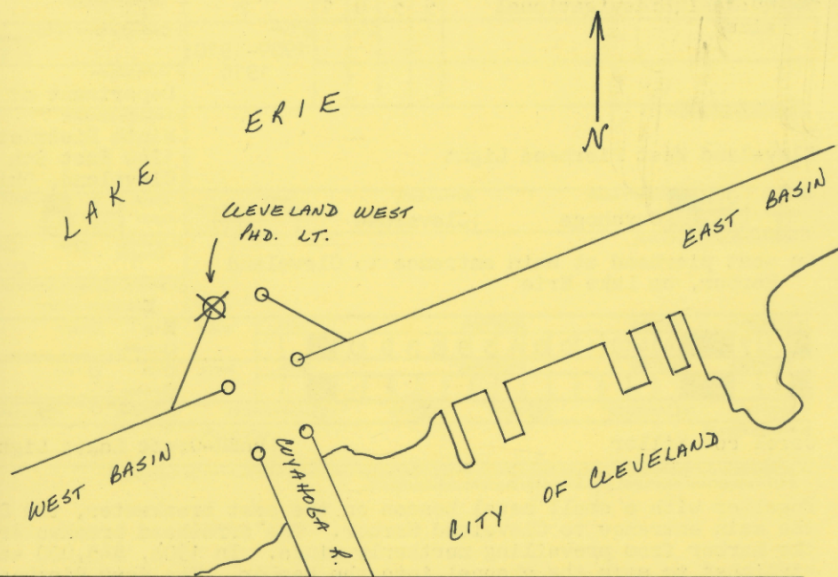 LAKE ERIE
N
CLEVELAND WEST
PHD. LT.
EAST BASIN
WEST BASIN
CUYAHOGA R.
CITY OF CLEVELAND